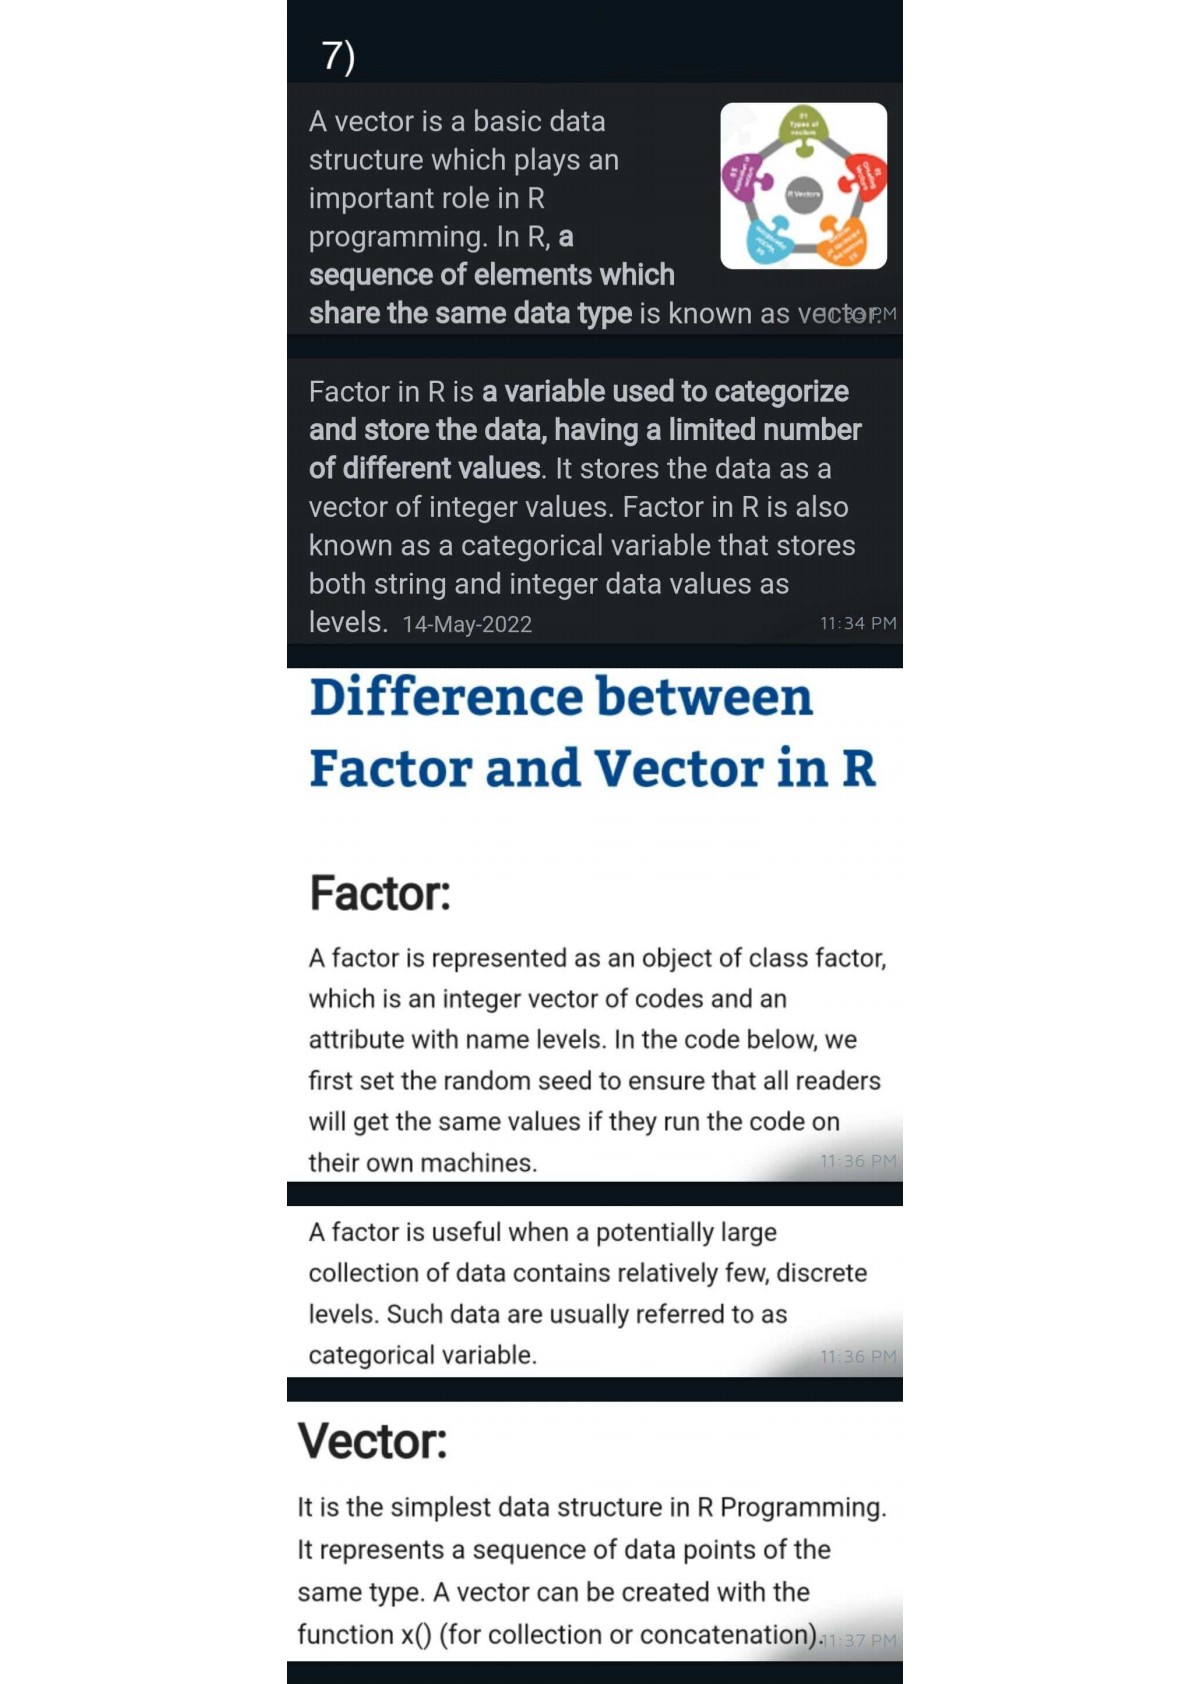 7)
A vector is a basic data
structure which plays an
important role in R
programming. In R, a
sequence of elements which
share the same data type is known as vector.
01
Types of
vectors
R Vectors
Factor in R is a variable used to categorize
and store the data, having a limited number
of different values. It stores the data as a
vector of integer values. Factor in R is also
known as a categorical variable that stores
both string and integer data values as
levels. 14-May-2022 11:34 PM
Difference between
Factor and Vector in R
Factor:
A factor is represented as an object of class factor,
which is an integer vector of codes and an
attribute with name levels. In the code below, we
first set the random seed to ensure that all readers
will get the same values if they run the code on
their own machines. 11:36 PM
A factor is useful when a potentially large
collection of data contains relatively few, discrete
levels. Such data are usually referred to as
categorical variable. 11:36 PM
Vector:
It is the simplest data structure in R Programming.
It represents a sequence of data points of the
same type. A vector can be created with the
function x() (for collection or concatenation). 11:37 PM